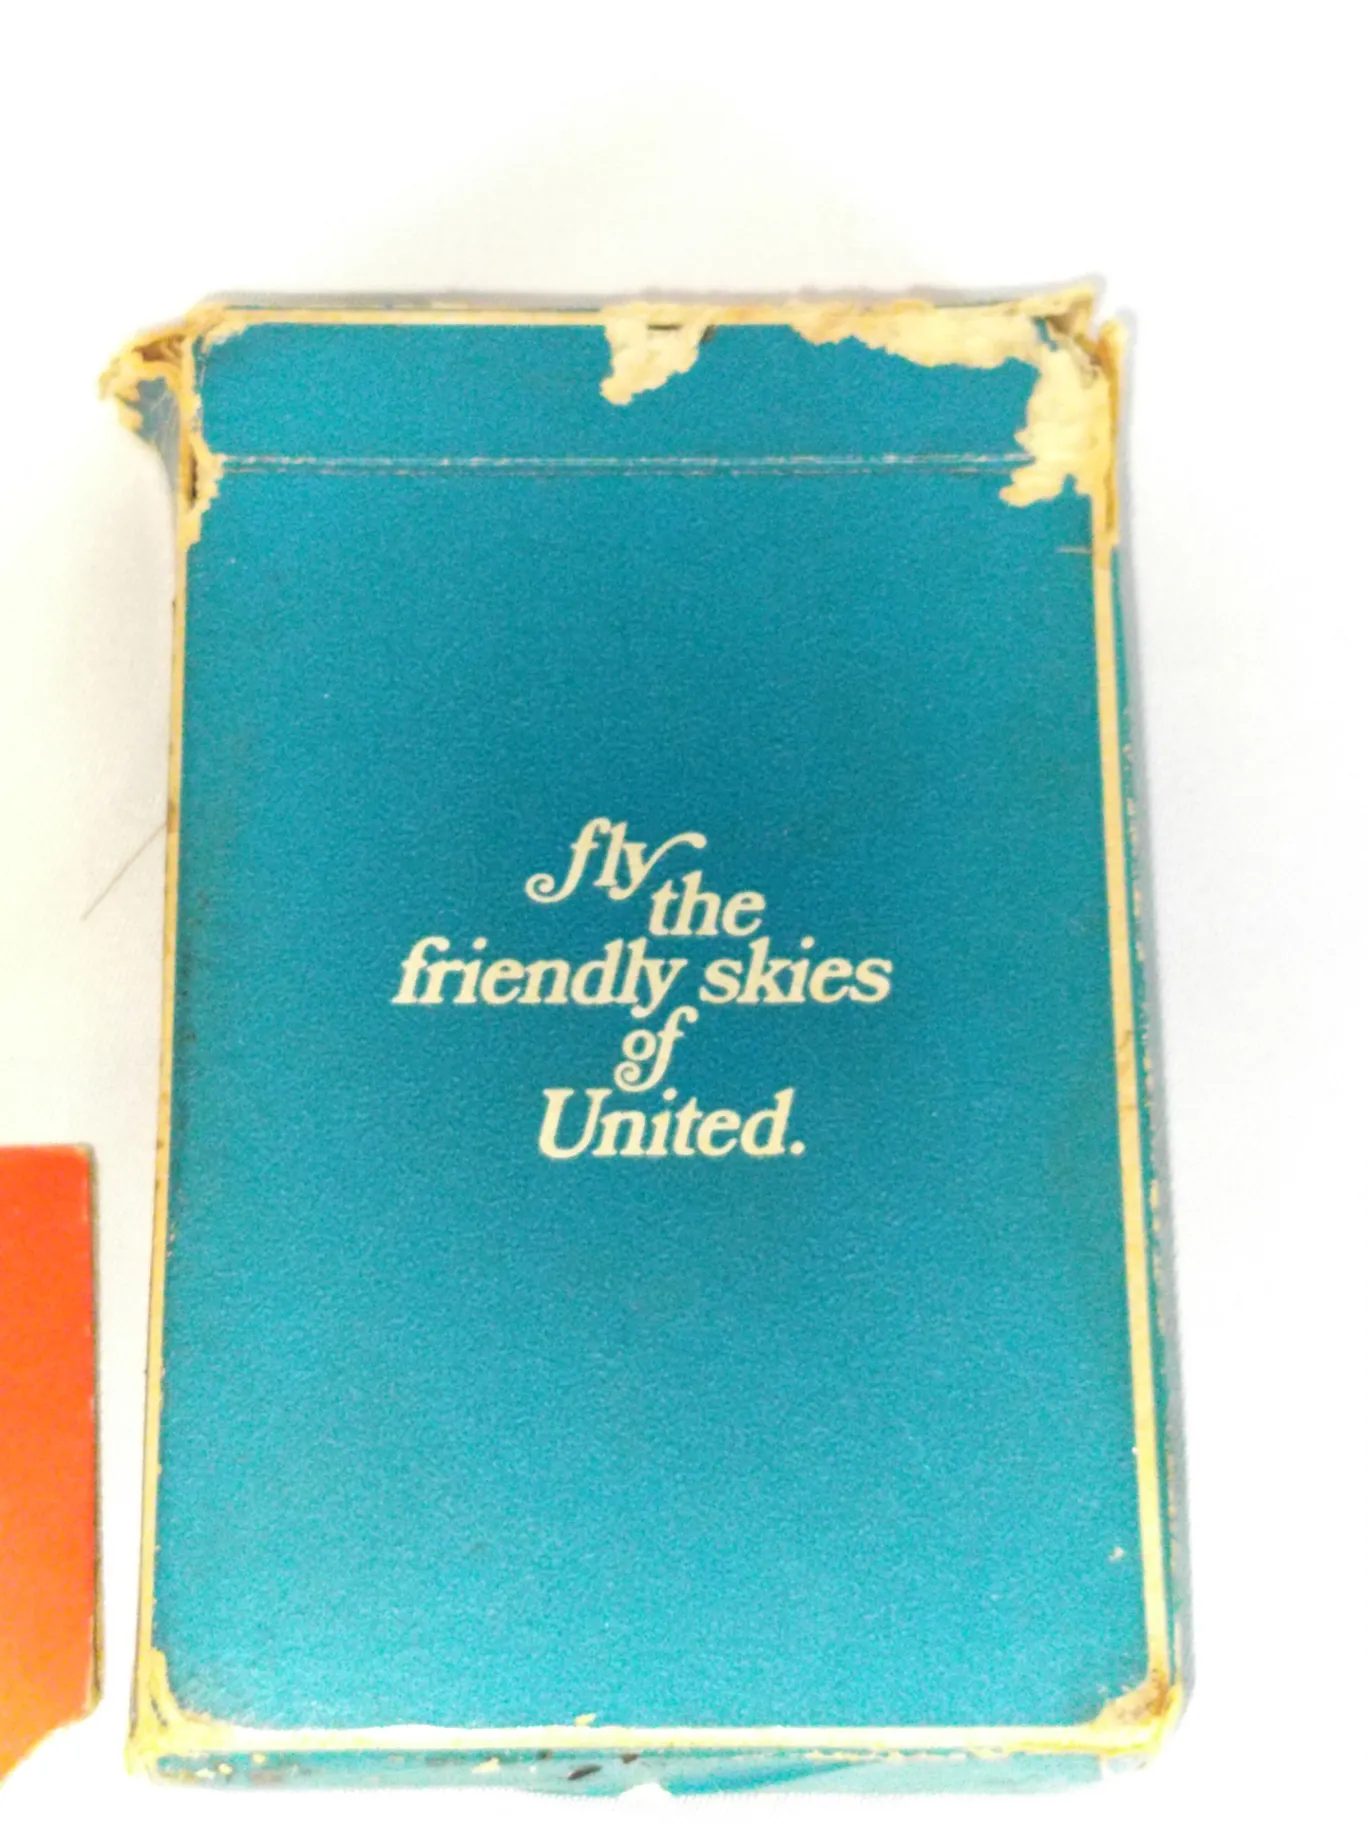 fly
the
friendly skies
of
United.